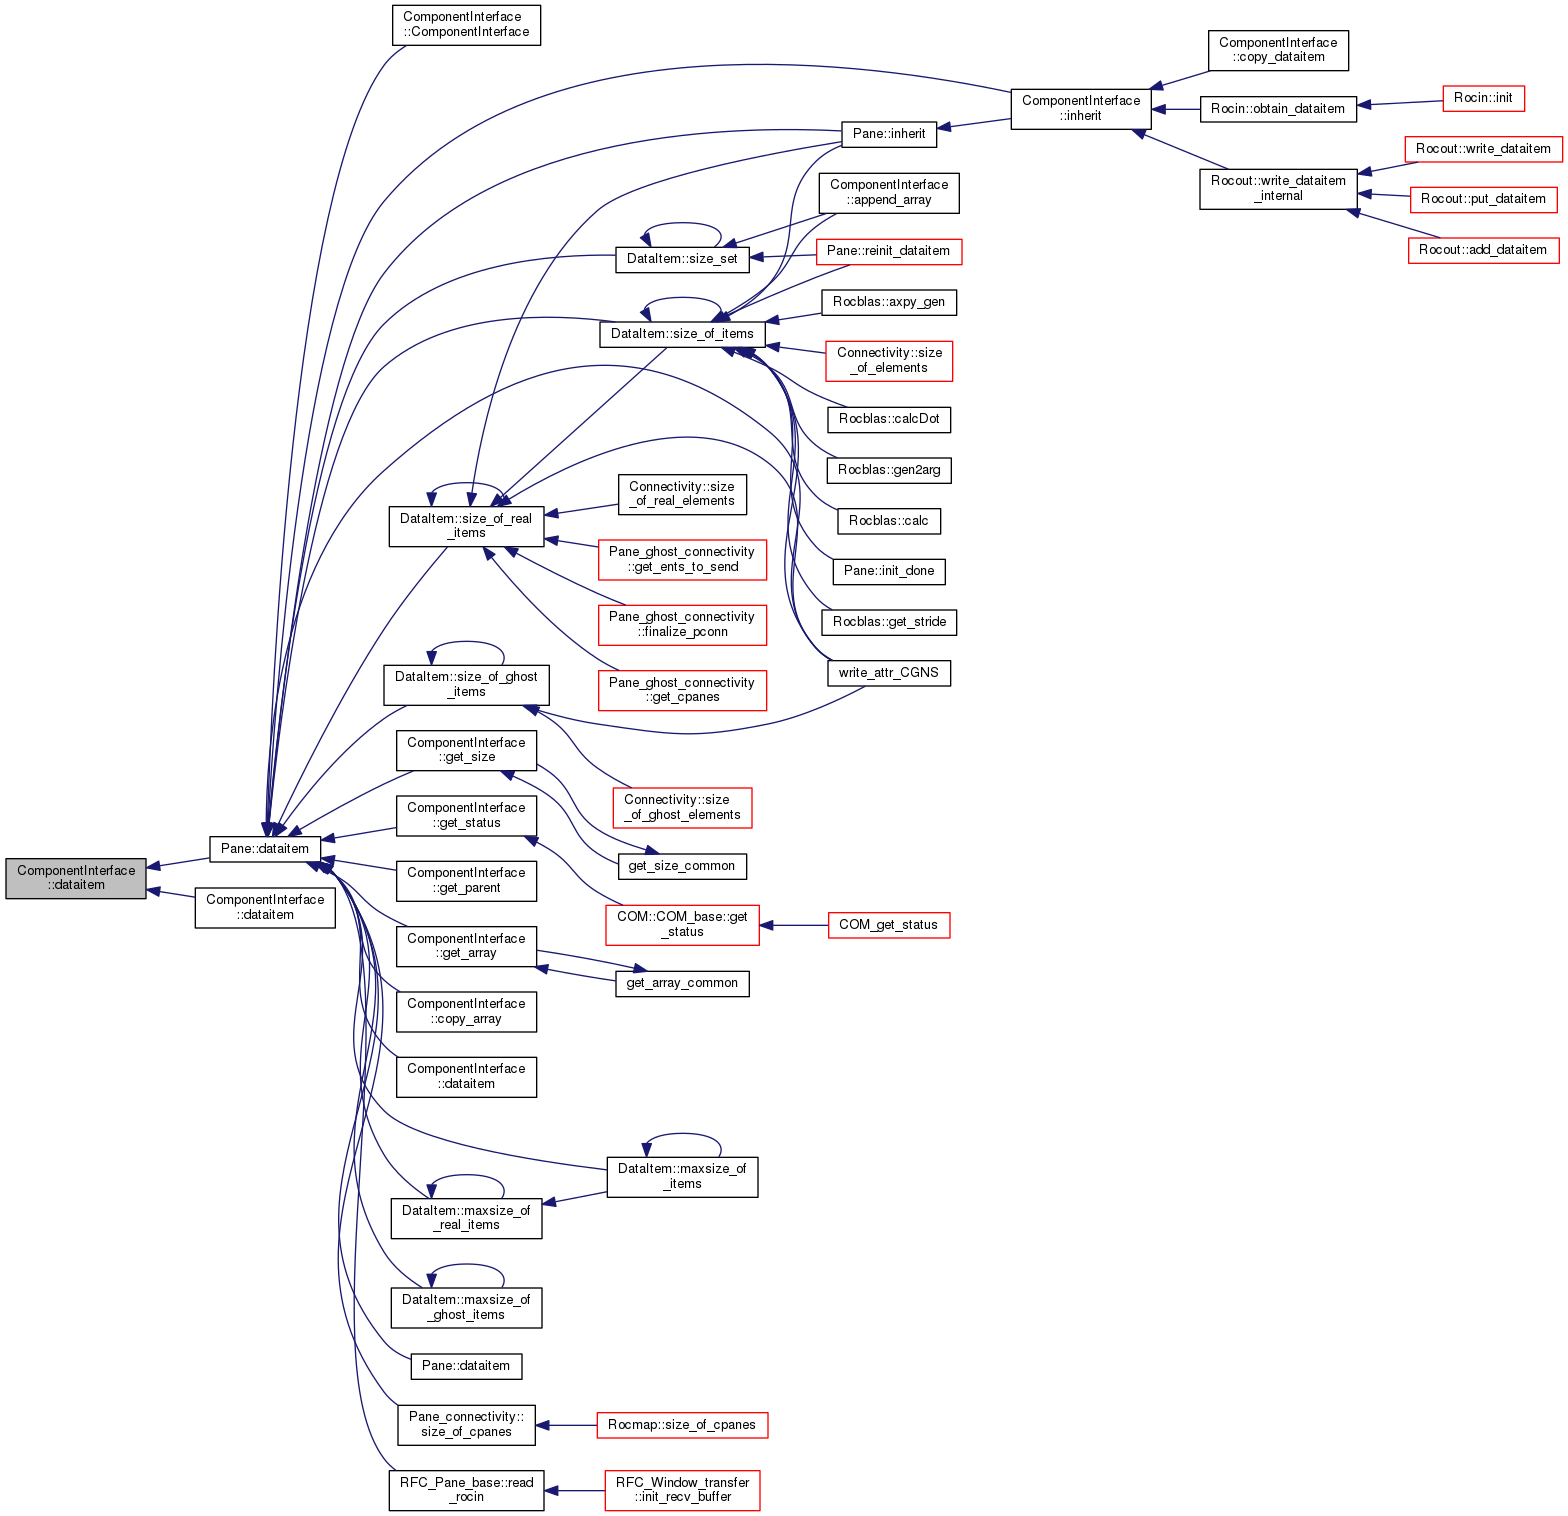 ComponentInterface
::ComponentInterface
ComponentInterface
::copy_dataitem
ComponentInterface
::inherit
Rocin::obtain_dataitem
Rocin::init
Pane::inherit
Rocout::write_dataitem
Rocout::write_dataitem
_internal
Rocout::put_dataitem
Rocout::add_dataitem
ComponentInterface
::append_array
DataItem::size_set
Pane::reinit_dataitem
Rocblas::axpy_gen
DataItem::size_of_items
Connectivity::size
_of_elements
Rocblas::calcDot
Rocblas::gen2arg
Connectivity::size
_of_real_elements
DataItem::size_of_real
_items
Rocblas::calc
Pane_ghost_connectivity
::get_ents_to_send
Pane::init_done
Pane_ghost_connectivity
::finalize_pconn
Rocblas::get_stride
DataItem::size_of_ghost
_items
Pane_ghost_connectivity
::get_cpanes
write_attr_CGNS
ComponentInterface
::get_size
Connectivity::size
_of_ghost_elements
ComponentInterface
::get_status
Pane::dataitem
get_size_common
ComponentInterface
::dataitem
ComponentInterface
::get_parent
ComponentInterface
::dataitem
COM::COM_base::get
_status
COM_get_status
ComponentInterface
::get_array
get_array_common
ComponentInterface
::copy_array
ComponentInterface
::dataitem
DataItem::maxsize_of
_items
DataItem::maxsize_of
_real_items
DataItem::maxsize_of
_ghost_items
Pane::dataitem
Pane_connectivity::
size_of_cpanes
Rocmap::size_of_cpanes
RFC_Pane_base::read
_rocin
RFC_Window_transfer
::init_recv_buffer